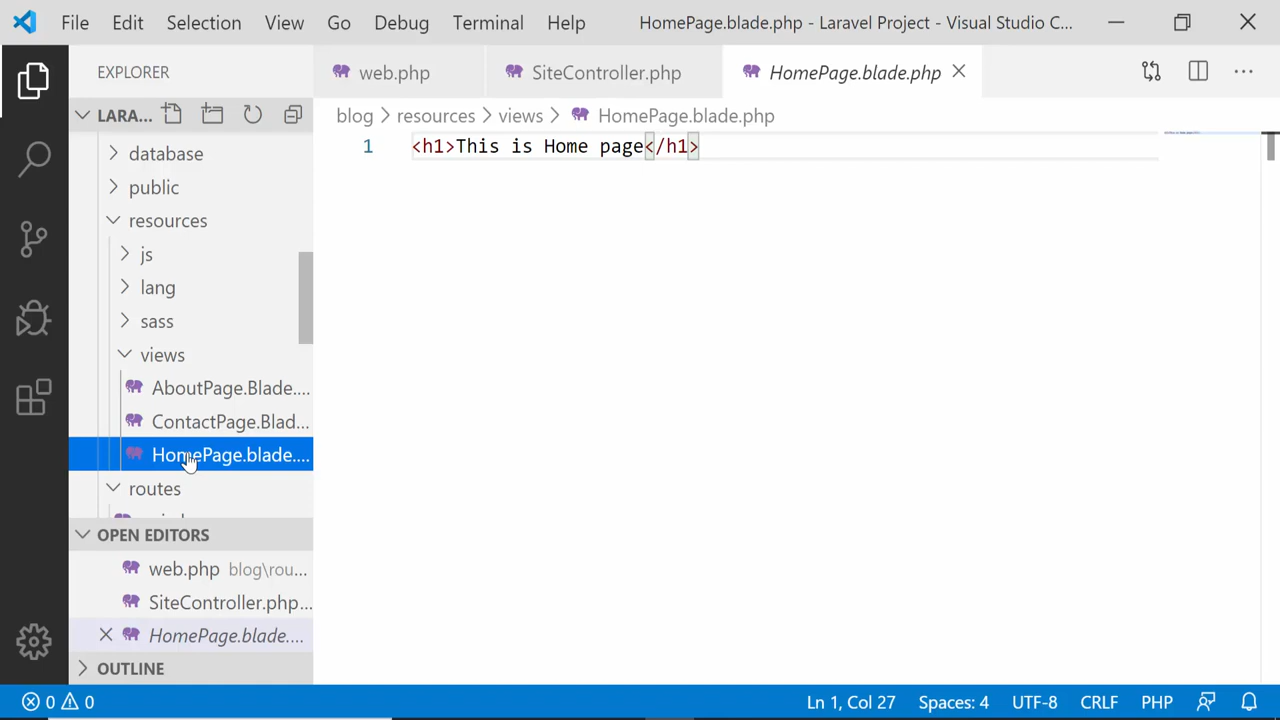 File Edit Selection View Go Debug Terminal Help HomePage.blade.php - Laravel Project - Visual Studio C...
EXPLORER
web.php SiteController.php HomePage.blade.php
LARA...
blog resources views HomePage.blade.php
1 <h1>This is Home page</h1>
database
public
resources
js
lang
sass
views
AboutPage.Blade....
ContactPage.Blad...
HomePage.blade....
routes
OPEN EDITORS
web.php blog\rou...
SiteController.php...
HomePage.blade....
OUTLINE
0 0 Ln 1, Col 27 Spaces: 4 UTF-8 CRLF PHP